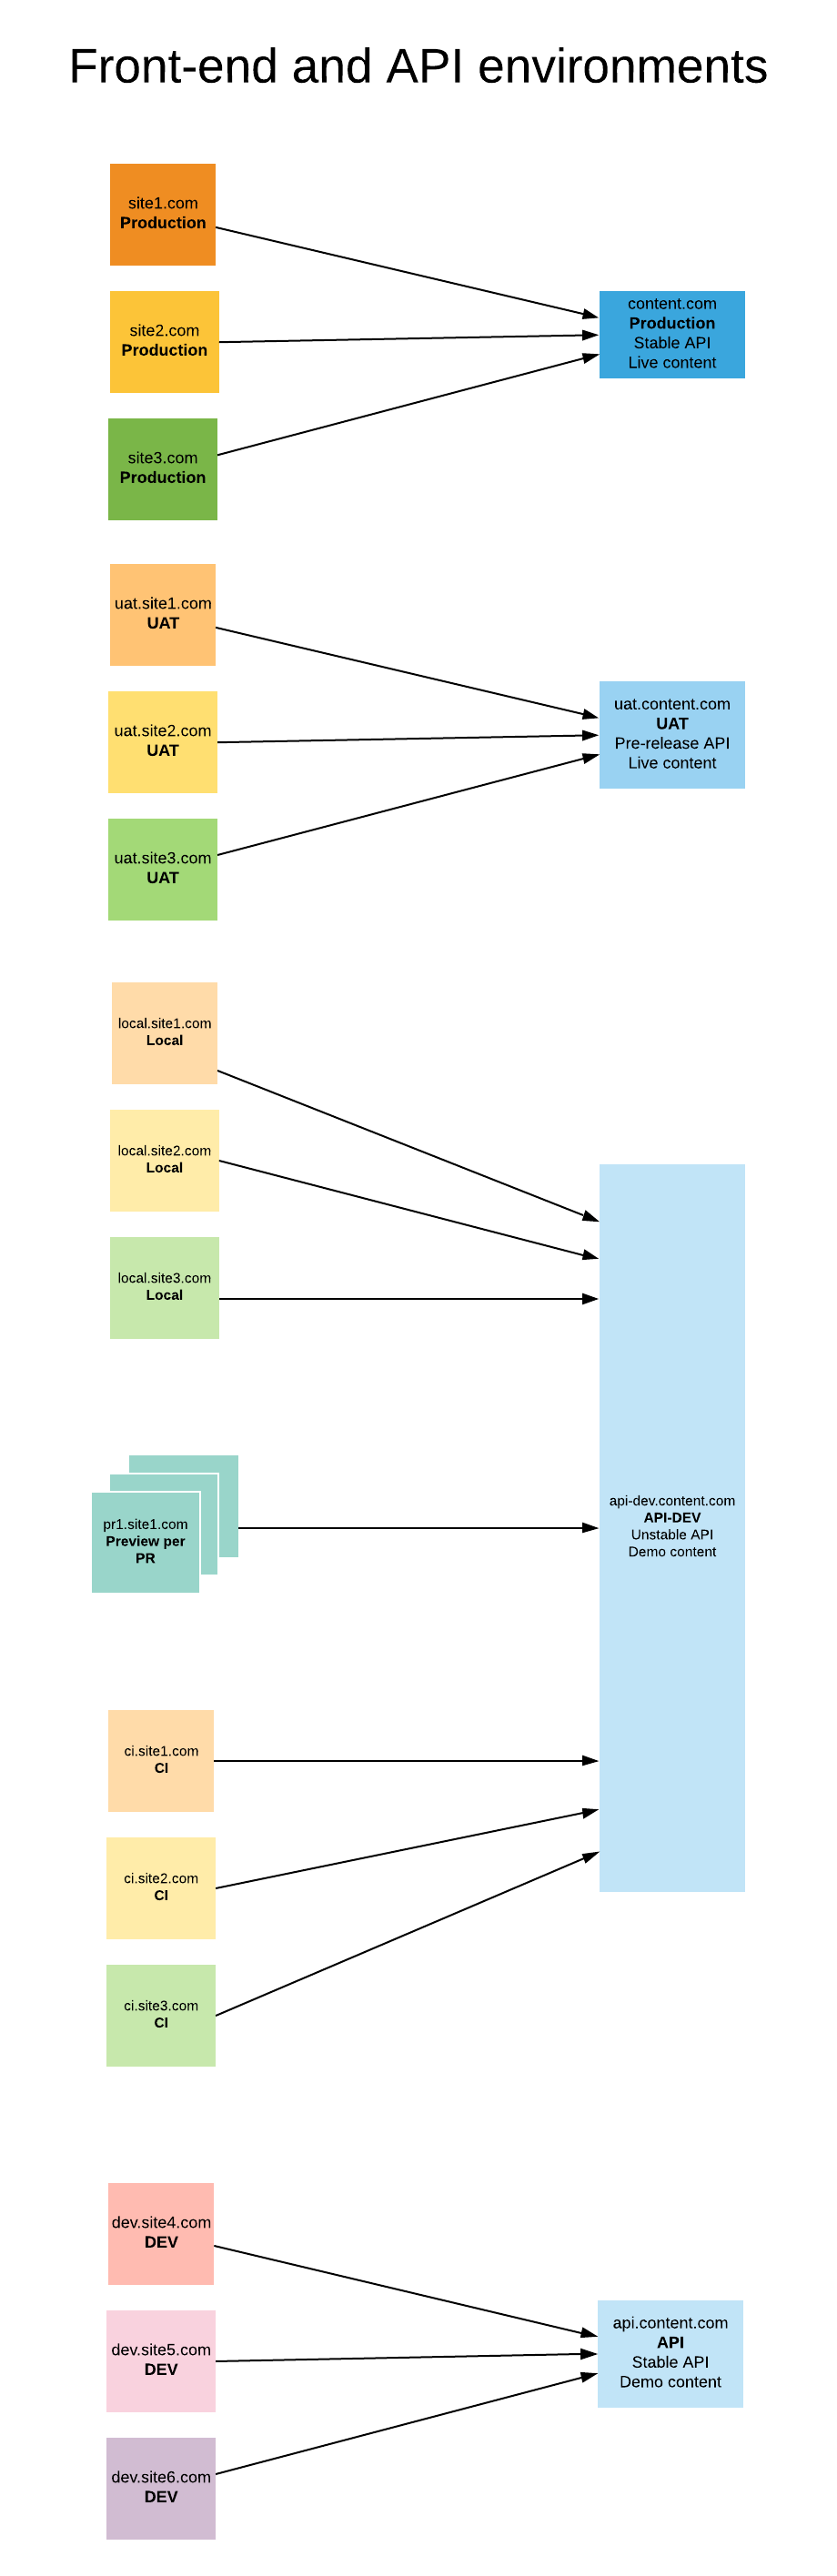 Front-end and API environments
site1.com
Production
site2.com
Production
site3.com
Production
content.com
Production
Stable API
Live content
uat.site1.com
UAT
uat.site2.com
UAT
uat.site3.com
UAT
uat.content.com
UAT
Pre-release API
Live content
local.site1.com
Local
local.site2.com
Local
local.site3.com
Local
pr1.site1.com
Preview per
PR
ci.site1.com
CI
ci.site2.com
CI
ci.site3.com
CI
api-dev.content.com
API-DEV
Unstable API
Demo content
dev.site4.com
DEV
dev.site5.com
DEV
dev.site6.com
DEV
api.content.com
API
Stable API
Demo content